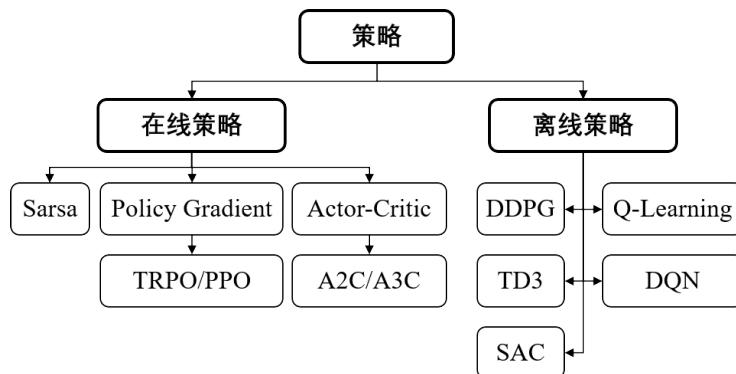 策略
在线策略
离线策略
Sarsa
Policy Gradient
Actor-Critic
DDPG
Q-Learning
TRPO/PPO
A2C/A3C
TD3
DQN
SAC